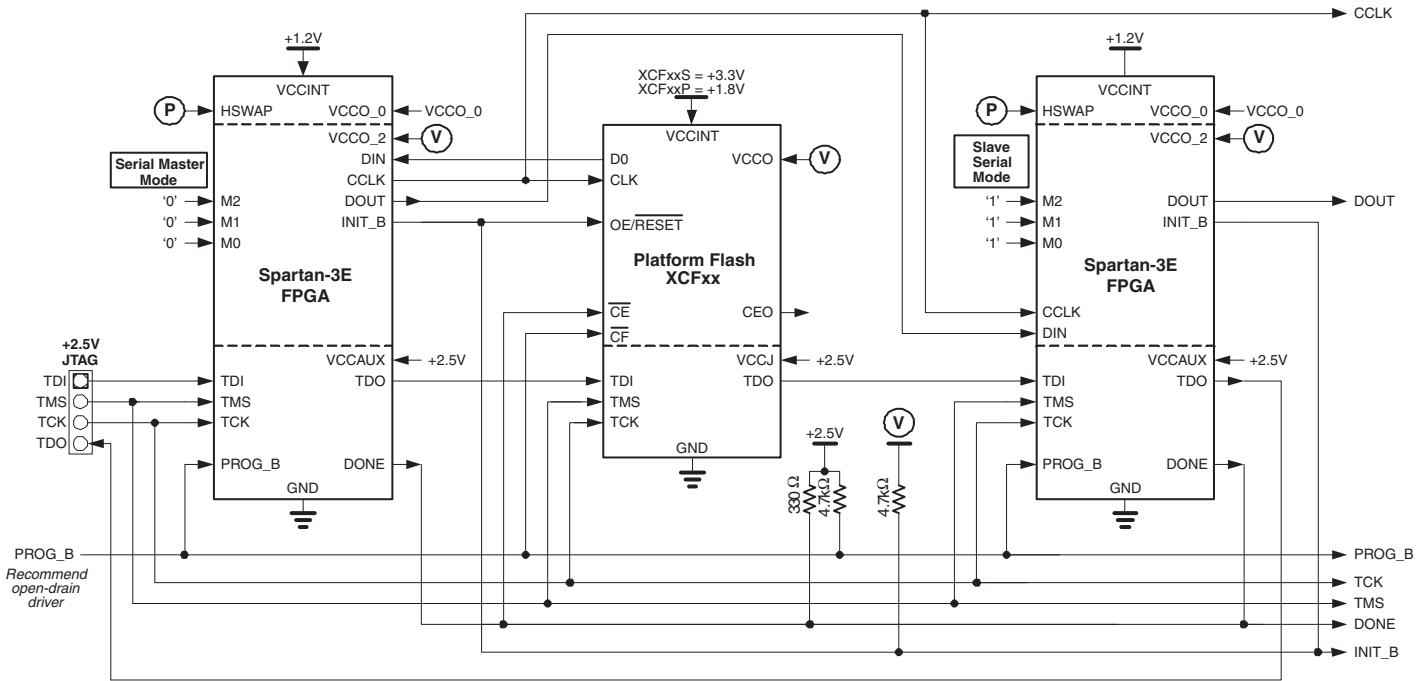 CCLK
+1.2V
VCCINT
P
HSWAP
VCCO_0
VCCO_0
VCCO_2
V
Serial Master
Mode
DIN
CCLK
DOUT
INIT_B
'0'
M2
'0'
M1
'0'
M0
Spartan-3E
FPGA
+2.5V
JTAG
TDI
TMS
TCK
TDO
VCCAUX
+2.5V
TDI
TDO
TMS
TCK
PROG_B
DONE
GND
XCFxxS = +3.3V
XCFxxP = +1.8V
VCCINT
D0
VCCO
V
CLK
OE/RESET
Platform Flash
XCFxx
CE
CEO
CF
VCCJ
+2.5V
TDI
TDO
TMS
TCK
GND
+2.5V
330 Ω
4.7kΩ
V
4.7kΩ
+1.2V
VCCINT
P
HSWAP
VCCO_0
VCCO_0
VCCO_2
V
Slave
Serial
Mode
'1'
M2
DOUT
DOUT
'1'
M1
INIT_B
'1'
M0
Spartan-3E
FPGA
CCLK
DIN
VCCAUX
+2.5V
TDI
TDO
TMS
TCK
PROG_B
DONE
GND
PROG_B
Recommend
open-drain
driver
PROG_B
TCK
TMS
DONE
INIT_B